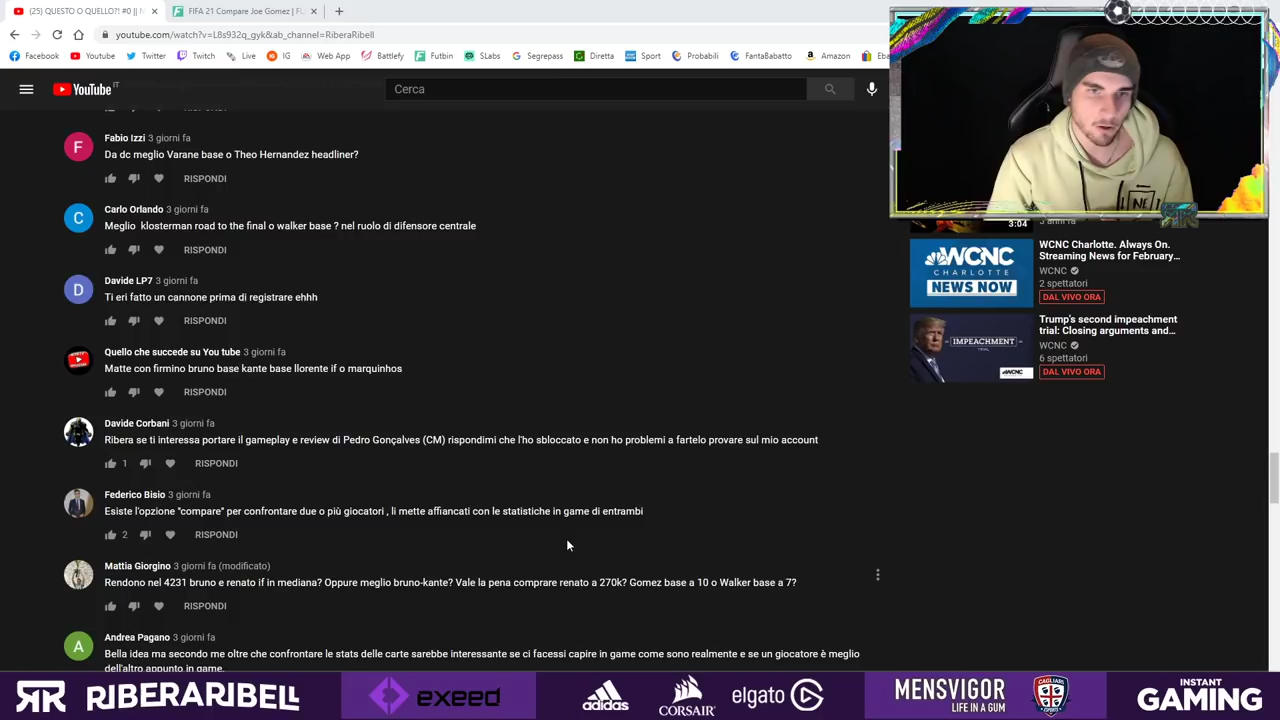 (25) QUESTO O QUELLO?! #0 || N
FIFA 21 Compare Joe Gomez | FU
Facebook
Youtube
Twitter
Twitch
Live
IG
Web App
Battlefy
Futbin
SLabs
Segrepass
Diretta
Sport
Probabili
FantaBabatto
Amazon
YouTube IT
Cerca
Fabio Izzi 3 giorni fa
Da dc meglio Varane base o Theo Hernandez headliner?
RISPONDI
Carlo Orlando 3 giorni fa
Meglio klosterman road to the final o walker base?nel ruolo di difensore centrale
RISPONDI
Davide LP7 3 giorni fa
Ti eri fatto un cannone prima di registrare ehhh
RISPONDI
Quello che succede su You tube 3 giorni fa
Matte con firmino bruno base kante base llorente if o marquinhos
RISPONDI
Davide Corbani 3 giorni fa
Ribera se ti interessa portare il gameplay e review di Pedro Gonçalves (CM) rispondimi che l'ho sbloccato e non ho problemi a fartelo provare sul mio account
1 RISPONDI
Federico Bisio 3 giorni fa
Esiste l'opzione "compare" per confrontare due o più giocatori , li mette affiancati con le statistiche in game di entrambi
2 RISPONDI
Mattia Giorgino 3 giorni fa (modificato)
Rendono nel 4231 bruno e renato if in mediana? Oppure meglio bruno-kante? Vale la pena comprare renato a 270k? Gomez base a 10 o Walker base a 7?
RISPONDI
Andrea Pagano 3 giorni fa
Bella idea ma secondo me oltre che confrontare le stats delle carte sarebbe interessante se ci facessi capire in game come sono realmente e se un giocatore è meglio
dell'altro appunto in game.
3:04
WCNC
CHARLOTTE
NEWS NOW
WCNC Charlotte. Always On.
Streaming News for February...
WCNC
2 spettatori
DAL VIVO ORA
IMPEACHMENT
TRIAL
WCNC
Trump's second impeachment
trial: Closing arguments and...
WCNC
6 spettatori
DAL VIVO ORA
RIBERARIBELL
exeed
adidas
CORSAIR
elgato
MENSVIGOR
LIFE IN A GUM
CAGLIARI
INSTANT
GAMING